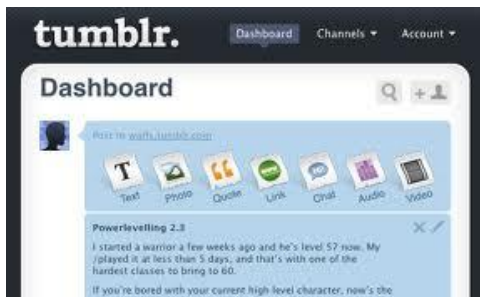 tumblr.
Dashboard Channels Account
Dashboard
Post to waffs.tumblr.com
Text Photo Quote Link Chat Audio Video
Powerlevelling 2.3
I started a warrior a few weeks ago and he's level 57 now. My
/played it at less than 5 days, and that's with one of the
hardest classes to bring to 60.
If you're bored with your current high level character, now's the